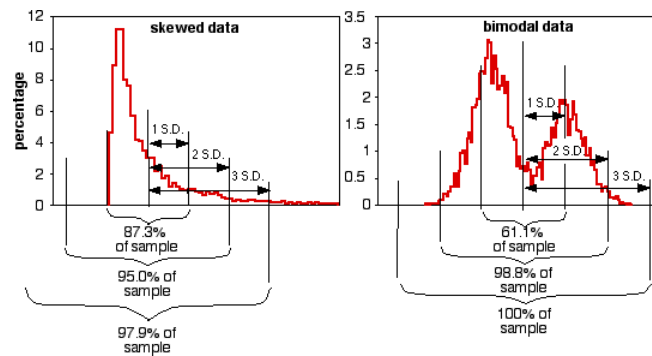 skewed data
percentage
12
10
8
6
4
2
0
1 S.D.
2 S.D.
3 S.D.
87.3%
of sample
95.0% of
sample
97.9% of
sample
bimodal data
3.5
3
2.5
2
1.5
1
0.5
0
1 S.D.
2 S.D.
3 S.D.
61.1%
of sample
98.8% of
sample
100% of
sample